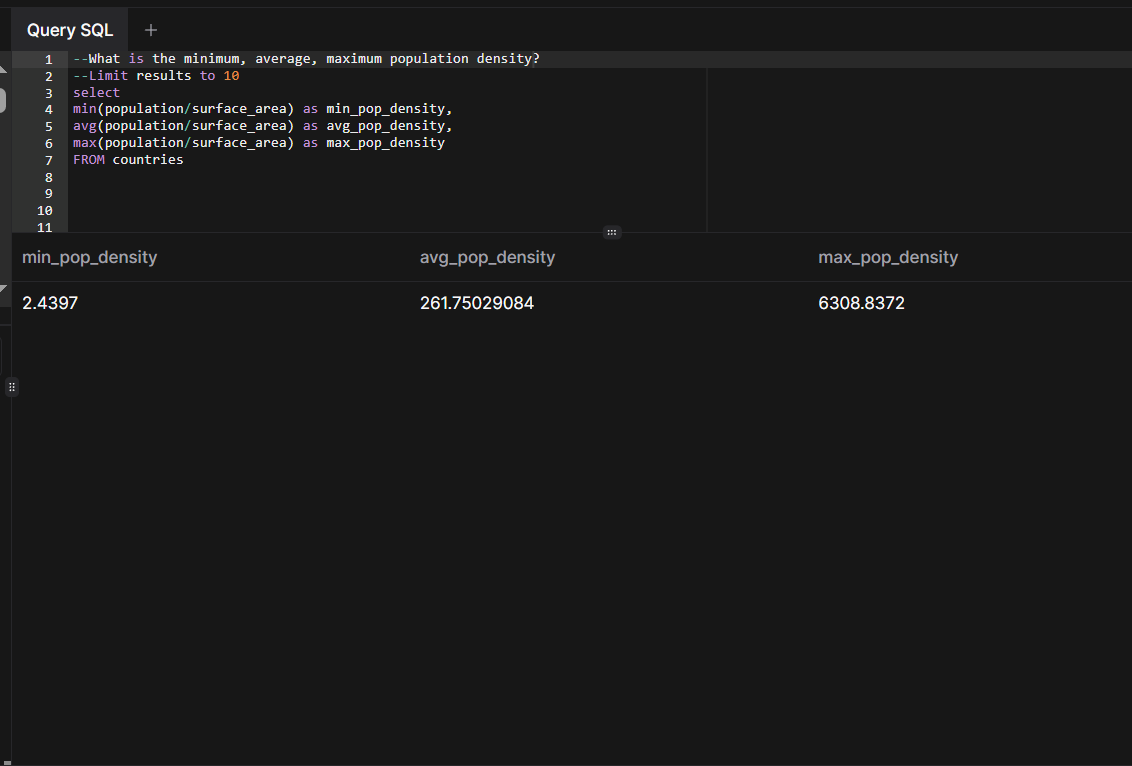 Query SQL +
1 --What is the minimum, average, maximum population density?
2 --Limit results to 10
3 select
4 min(population/surface_area) as min_pop_density,
5 avg(population/surface_area) as avg_pop_density,
6 max(population/surface_area) as max_pop_density
7 FROM countries
8
9
10
11
min_pop_density avg_pop_density max_pop_density
2.4397 261.75029084 6308.8372